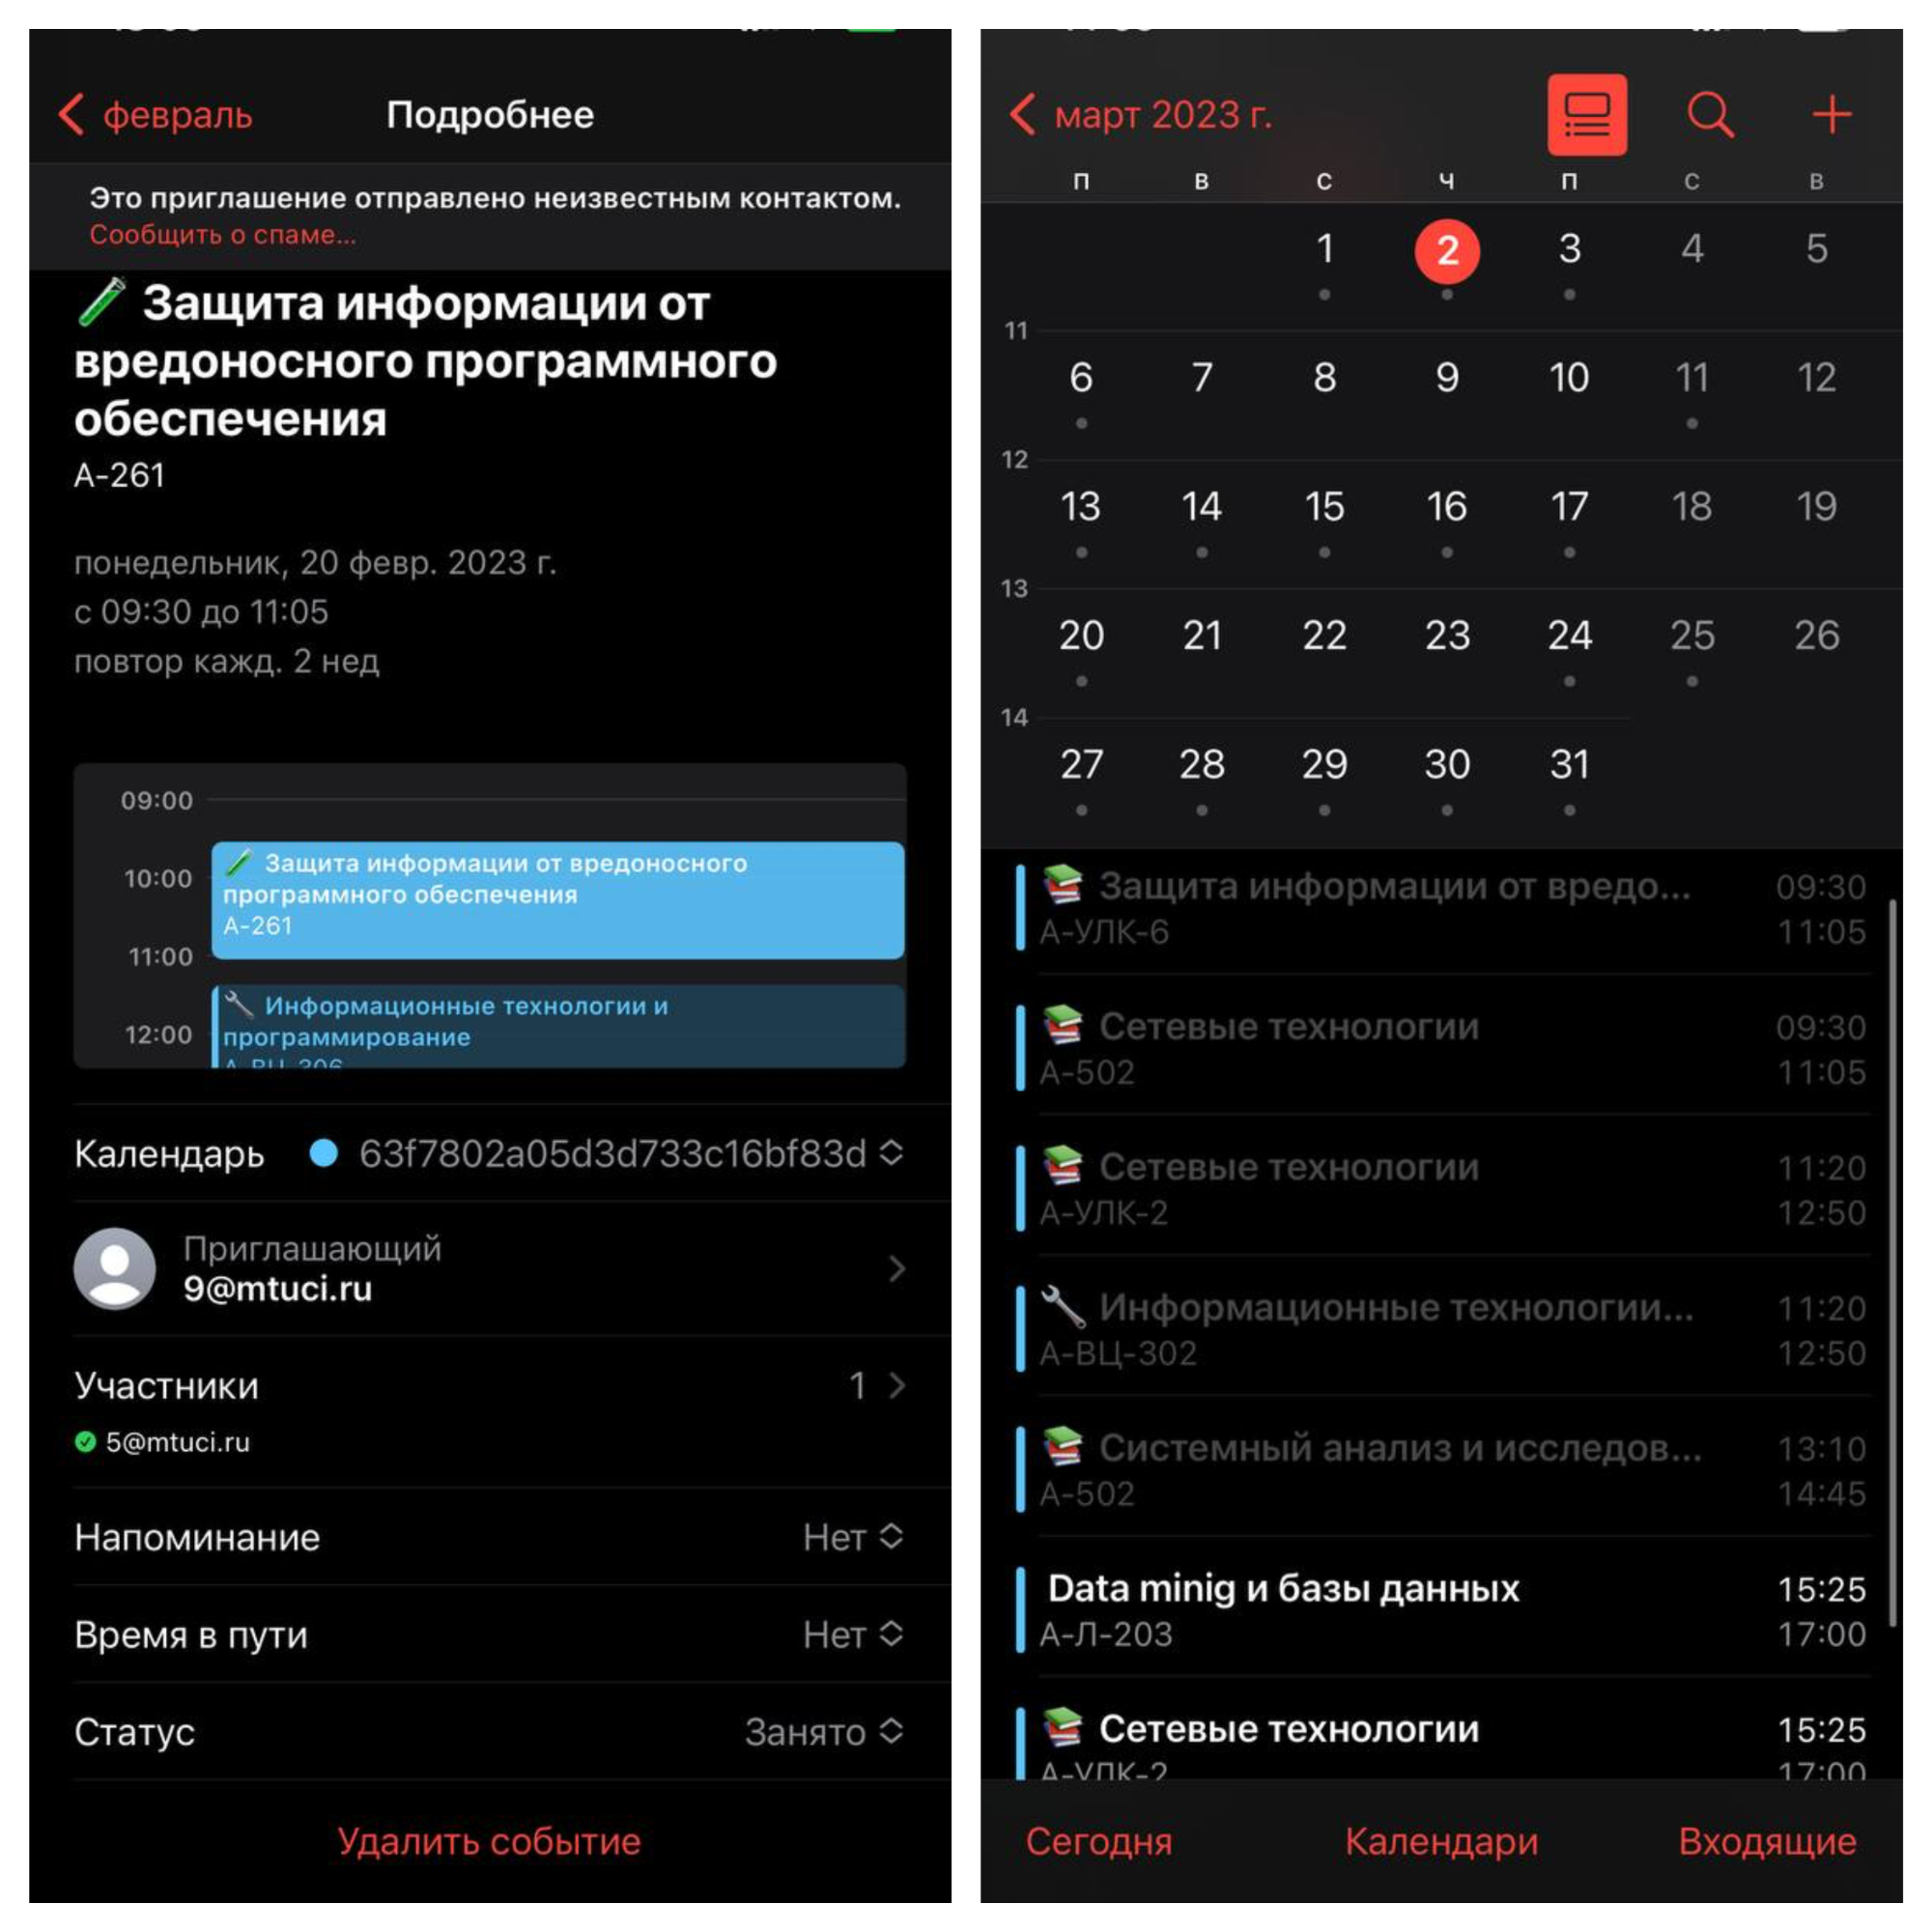 февраль
Подробнее
Это приглашение отправлено неизвестным контактом.
Сообщить о спаме...
Защита информации от
вредоносного программного
обеспечения
А-261
понедельник, 20 февр. 2023 г.
с 09:30 до 11:05
повтор кажд. 2 нед
09:00
10:00
Защита информации от вредоносного
программного обеспечения
А-261
11:00
Информационные технологии и
12:00
программирование
А-ВЦ-306
Календарь
63f7802a05d3d733c16bf83d
Приглашающий
9@mtuci.ru
Участники
1
5@mtuci.ru
Напоминание
Нет
Время в пути
Нет
Статус
Занято
Удалить событие
март 2023 г.
П В С Ч П С В
1 2 3 4 5
11
6 7 8 9 10 11 12
12
13 14 15 16 17 18 19
13
20 21 22 23 24 25 26
14
27 28 29 30 31
Защита информации от вредо... 09:30
А-УЛК-6 11:05
Сетевые технологии 09:30
А-502 11:05
Сетевые технологии 11:20
А-УЛК-2 12:50
Информационные технологии... 11:20
А-ВЦ-302 12:50
Системный анализ и исследов... 13:10
А-502 14:45
Data minig и базы данных 15:25
А-Л-203 17:00
Сетевые технологии 15:25
А-УЛК-2 17:00
Сегодня
Календари
Входящие